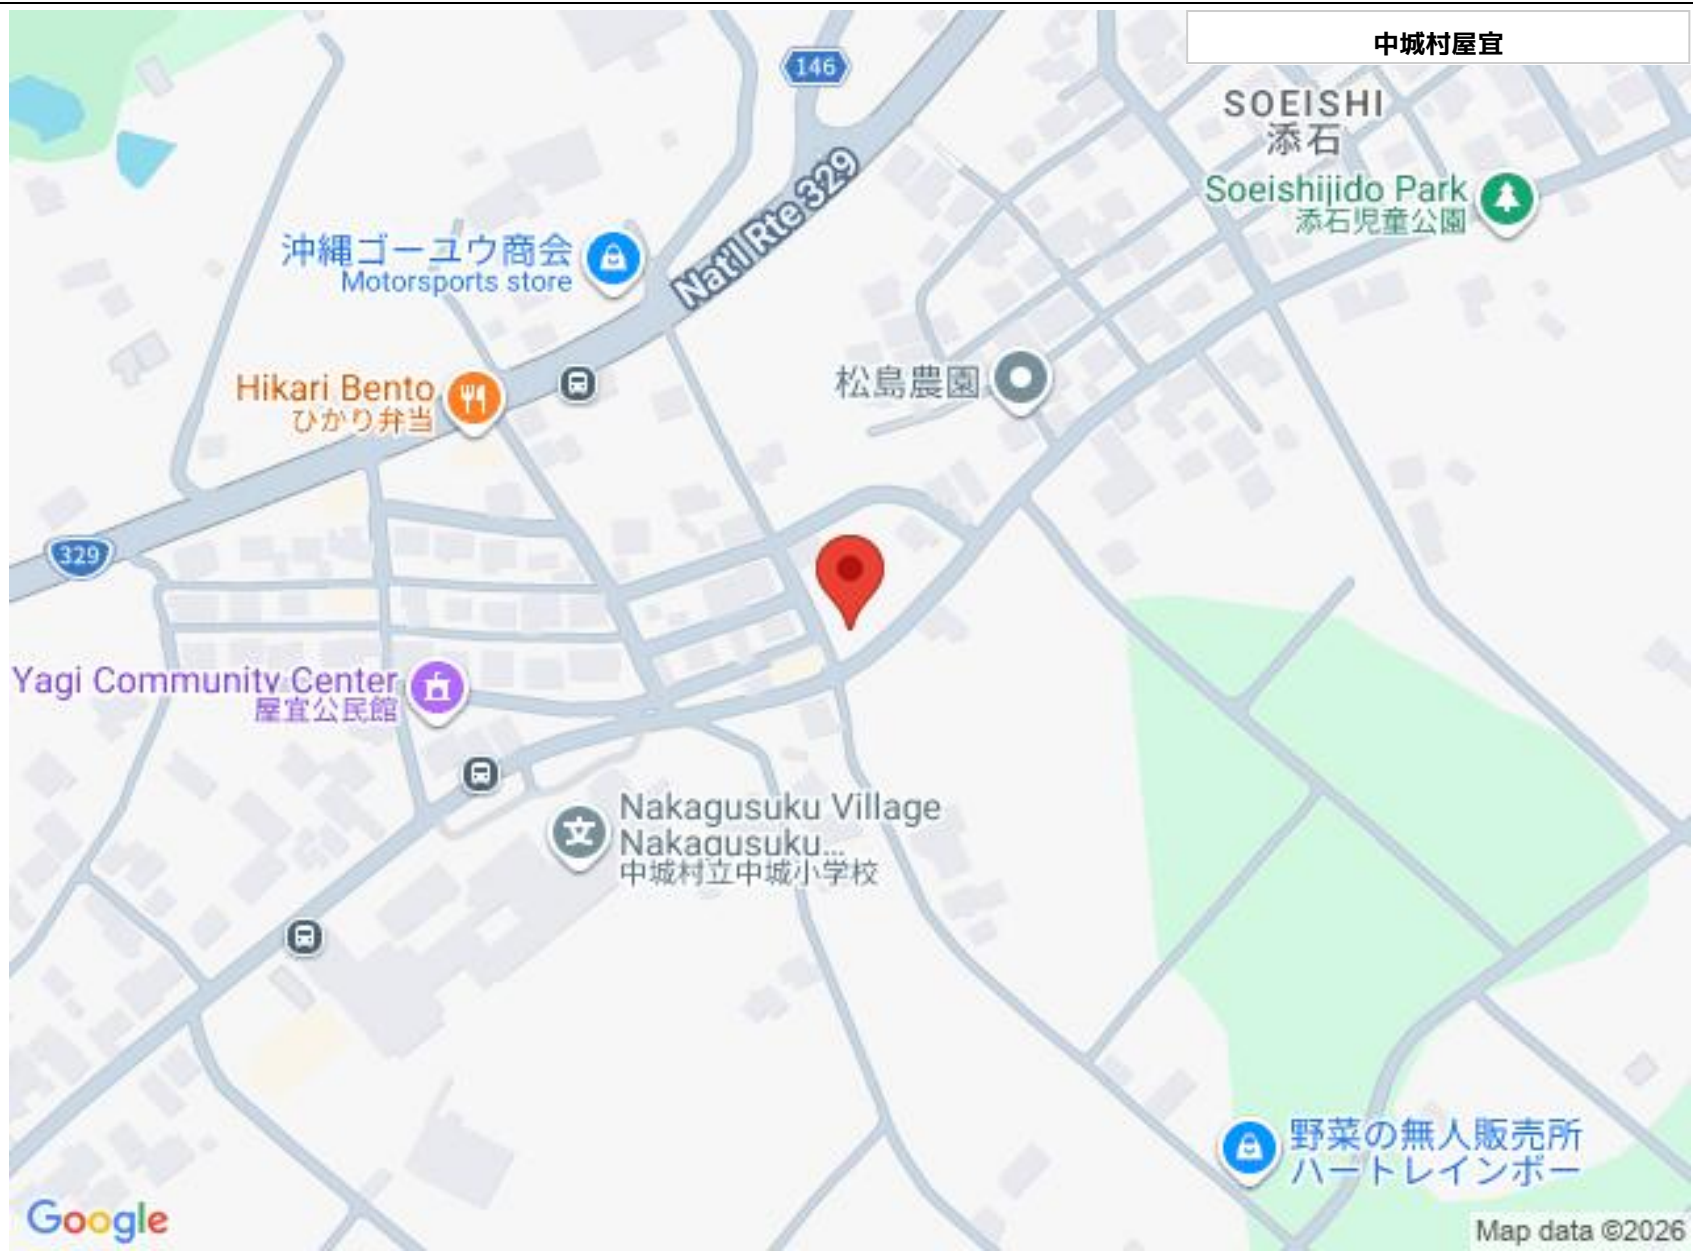 中城村屋宜
146
SOEISHI
添石
Soeishijido Park
添石児童公園
Nat'l Rte 329
沖縄ゴーユウ商会
Motorsports store
Hikari Bento
ひかり弁当
松島農園
329
Yagi Community Center
屋宜公民館
Nakagusuku Village
Nakagusuku...
中城村立中城小学校
文
野菜の無人販売所
ハートレインボー
Google
Map data ©2026